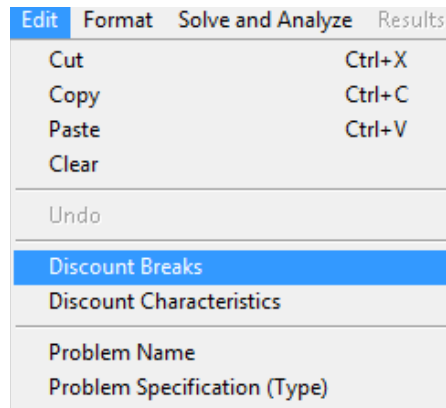 Edit Format Solve and Analyze Results
Cut Ctrl+X
Copy Ctrl+C
Paste Ctrl+V
Clear
Undo
Discount Breaks
Discount Characteristics
Problem Name
Problem Specification (Type)